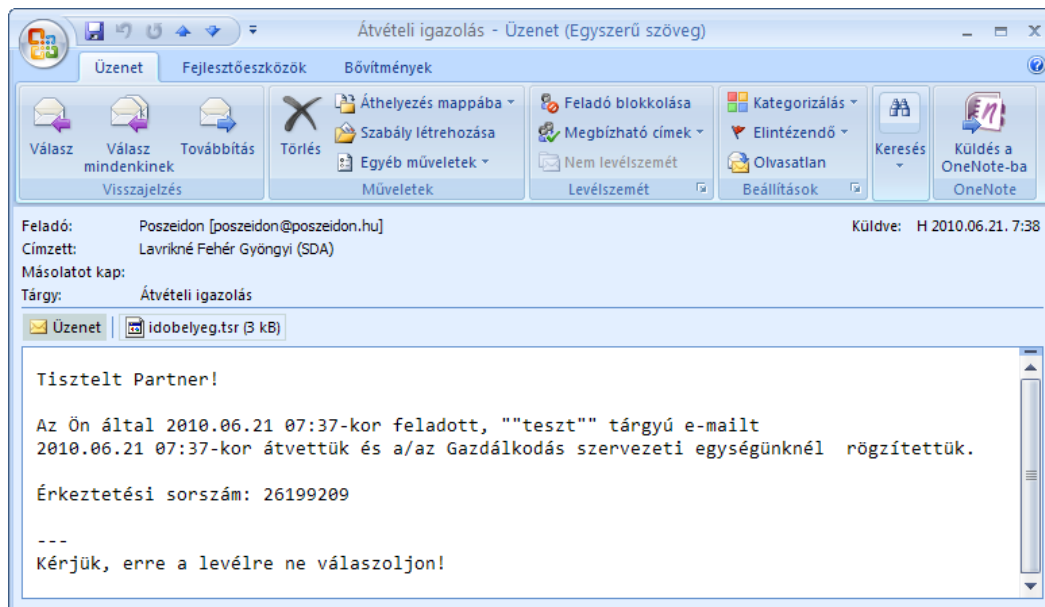 Átvételi igazolás - Üzenet (Egyszerű szöveg)
Üzenet Fejlesztőeszközök Bővítmények
Válasz
Válasz mindenkinek
Továbbítás
Visszajelzés
Törlés
Áthelyezés mappába
Szabály létrehozása
Egyéb műveletek
Műveletek
Feladó blokkolása
Megbízható címek
Nem levélszemét
Levélszemét
Kategorizálás
Elintézendő
Olvasatlan
Beállítások
Keresés
Küldés a
OneNote-ba
OneNote
Feladó: Poszeidon [poszeidon@poszeidon.hu] Küldve: H 2010.06.21. 7:38
Címzett: Lavrikné Fehér Gyöngyi (SDA)
Másolatot kap:
Tárgy: Átvételi igazolás
Üzenet idobelyeg.tsr (3 kB)
Tisztelt Partner!
Az Ön által 2010.06.21 07:37-kor feladott, ""teszt"" tárgyú e-mailt
2010.06.21 07:37-kor átvettük és a/az Gazdálkodás szervezeti egységünknél  rögzítettük.
Érkeztetési sorszám: 26199209
---
Kérjük, erre a levélre ne válaszoljon!